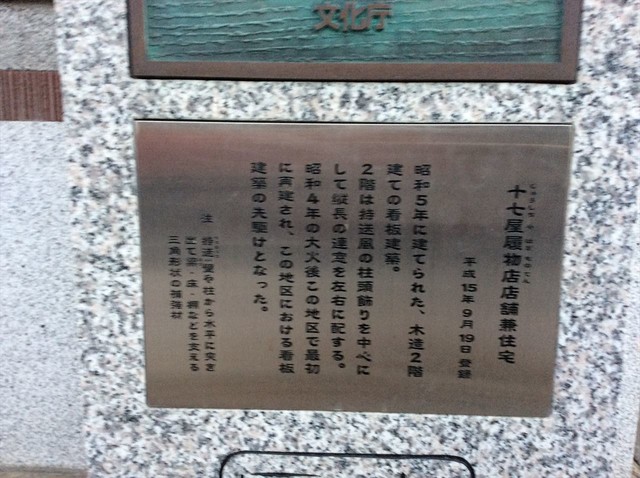 文化庁
十七屋履物店店舗兼住宅
平成15年9月19日 登録
昭和5年に建てられた、木造2階
建ての看板建築。
2階は持送風の柱頭飾りを中心に
して縦長の連窓を左右に配する。
昭和4年の大火後この地区で最初
に再建され、この地区における看板
建築の先駆けとなった。
注 持送:壁や柱から水平に突き
出て梁・床・棚などを支える
三角形状の補強材